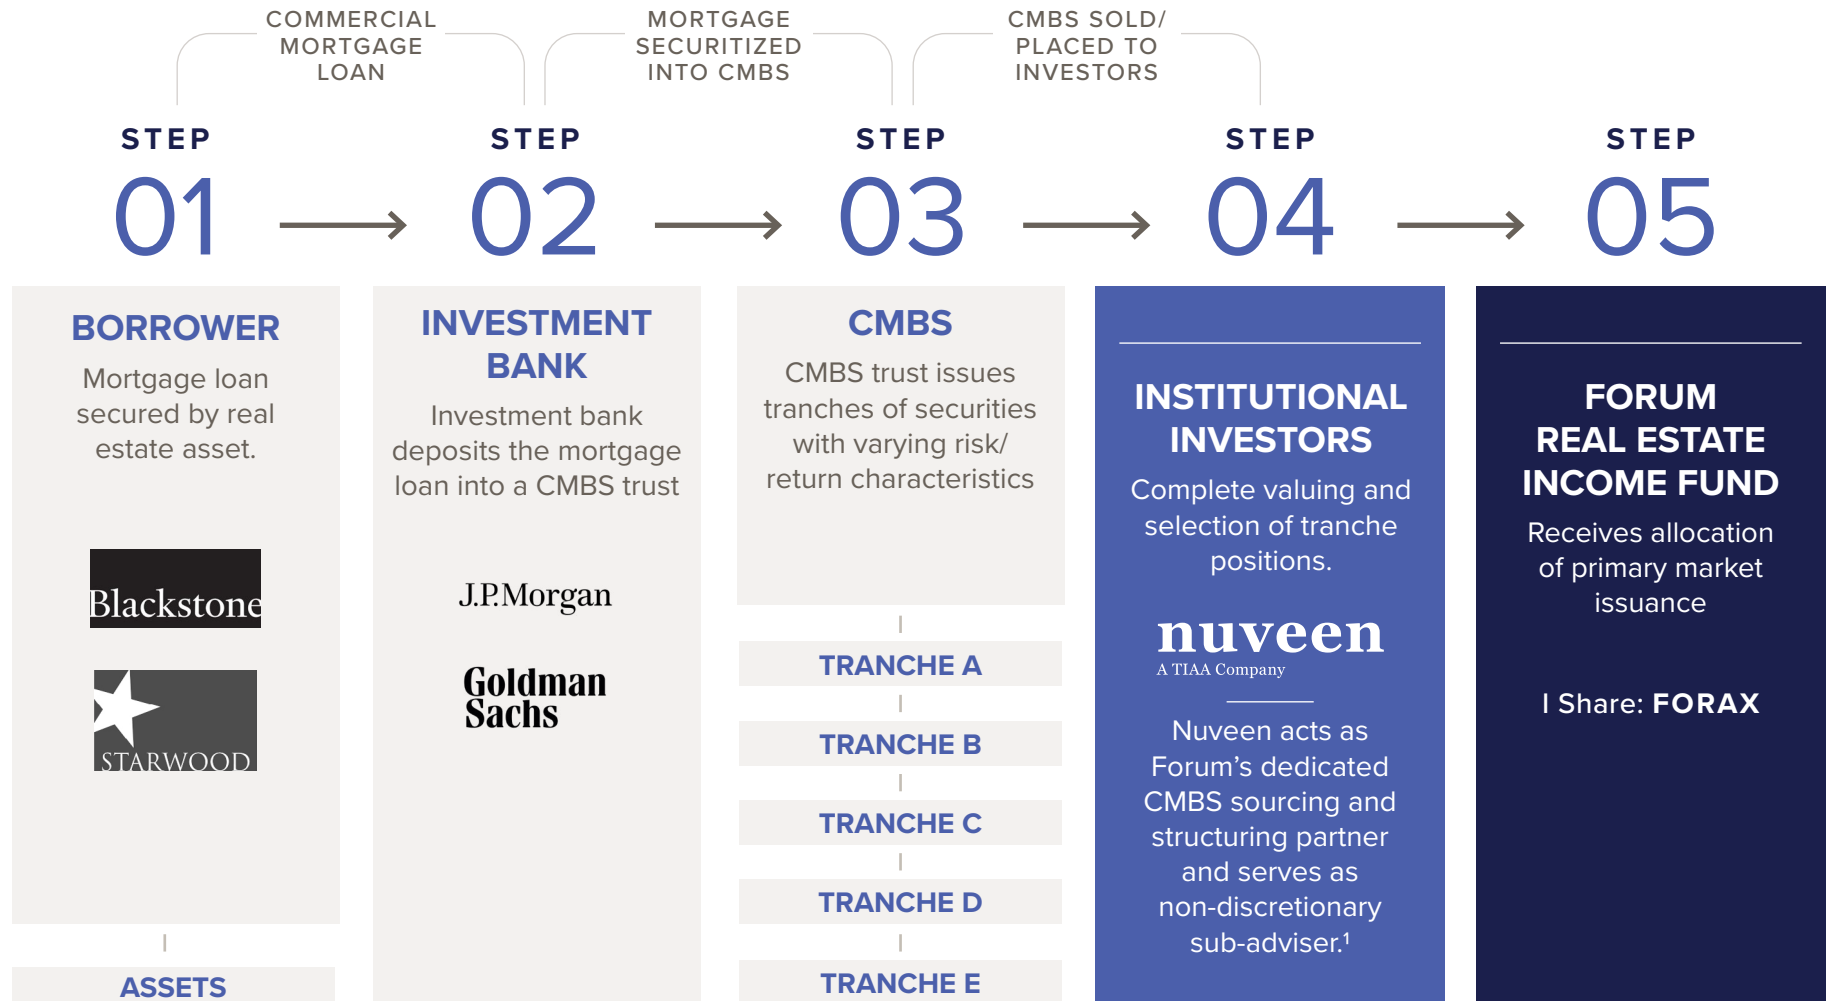 COMMERCIAL
MORTGAGE
LOAN
MORTGAGE
SECURITIZED
INTO CMBS
CMBS SOLD/
PLACED TO
INVESTORS
STEP
01
STEP
02
STEP
03
STEP
04
STEP
05
BORROWER
Mortgage loan
secured by real
estate asset.
Blackstone
STARWOOD
ASSETS
INVESTMENT
BANK
Investment bank
deposits the mortgage
loan into a CMBS trust
J.P.Morgan
Goldman
Sachs
CMBS
CMBS trust issues
tranches of securities
with varying risk/
return characteristics
TRANCHE A
TRANCHE B
TRANCHE C
TRANCHE D
TRANCHE E
INSTITUTIONAL
INVESTORS
Complete valuing and
selection of tranche
positions.
nuveen
A TIAA Company
Nuveen acts as
Forum's dedicated
CMBS sourcing and
structuring partner
and serves as
non-discretionary
sub-adviser.¹
FORUM
REAL ESTATE
INCOME FUND
Receives allocation
of primary market
issuance
I Share: FORAX